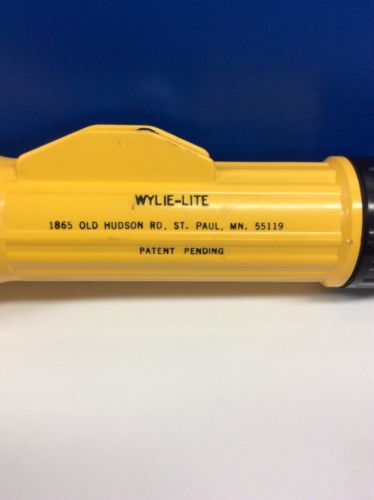 WYLIE-LITE
1865 OLD HUDSON RD, ST. PAUL, MN. 55119
PATENT PENDING